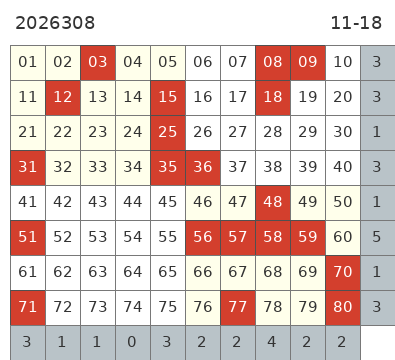 2026308 11-18
01 02 03 04 05 06 07 08 09 10 3
11 12 13 14 15 16 17 18 19 20 3
21 22 23 24 25 26 27 28 29 30 1
31 32 33 34 35 36 37 38 39 40 3
41 42 43 44 45 46 47 48 49 50 1
51 52 53 54 55 56 57 58 59 60 5
61 62 63 64 65 66 67 68 69 70 1
71 72 73 74 75 76 77 78 79 80 3
3 1 1 0 3 2 2 4 2 2